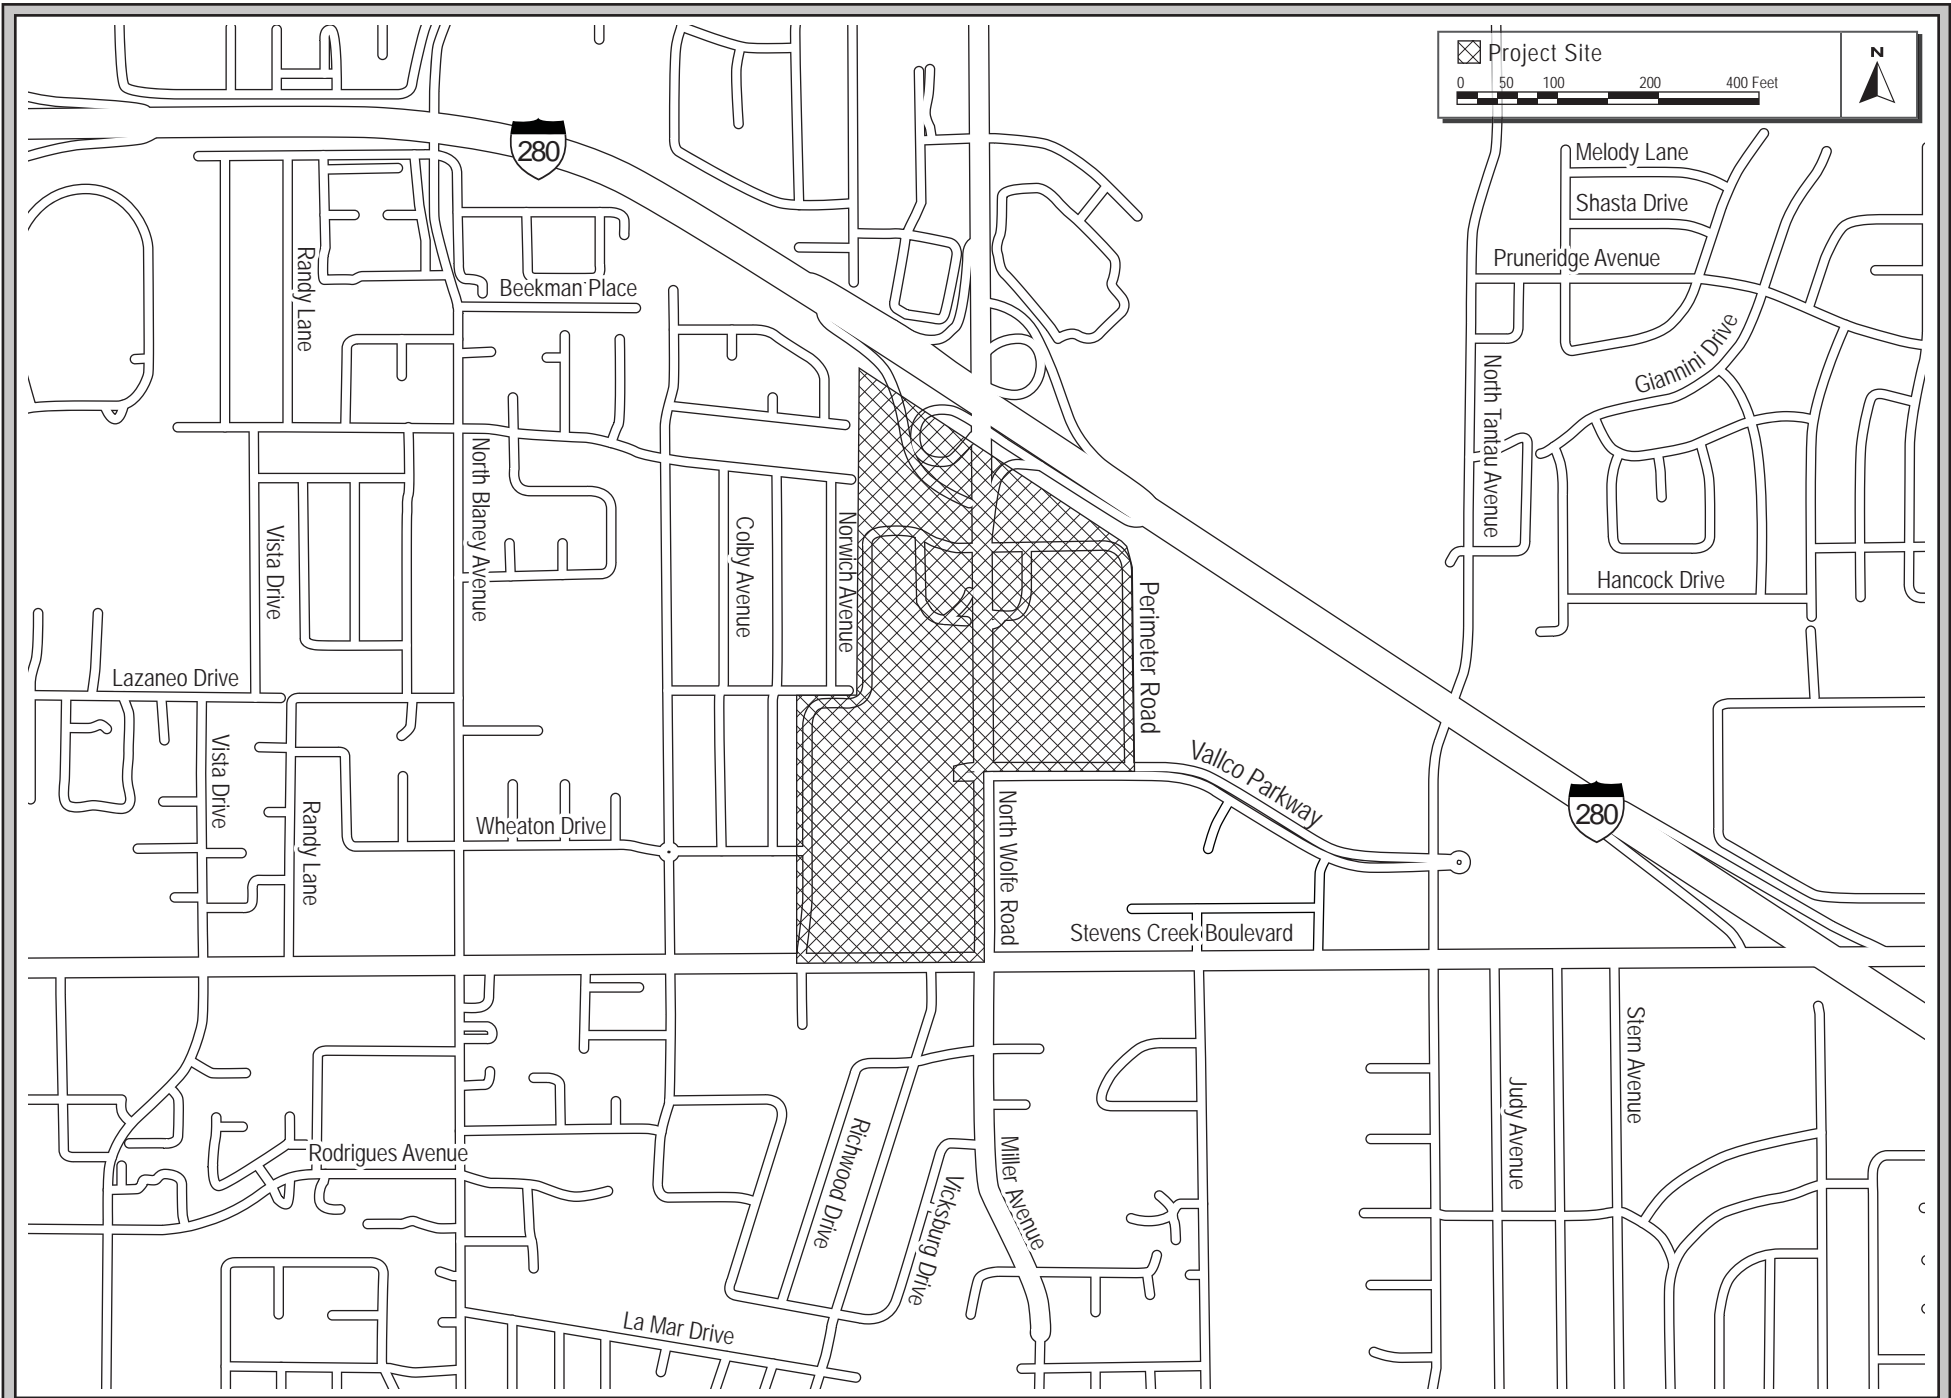 Project Site
N
0 50 100 200 400 Feet
280
Melody Lane
Shasta Drive
Pruneridge Avenue
Randy Lane
Beekman Place
Giannini Drive
North Tantau Avenue
North Blaney Avenue
Vista Drive
Colby Avenue
Norwich Avenue
Hancock Drive
Perimeter Road
Lazaneo Drive
Vista Drive
Vallco Parkway
Randy Lane
Wheaton Drive
North Wolfe Road
280
Stevens Creek Boulevard
Stern Avenue
Judy Avenue
Richwood Drive
Miller Avenue
Rodrigues Avenue
Vicksburg Drive
La Mar Drive